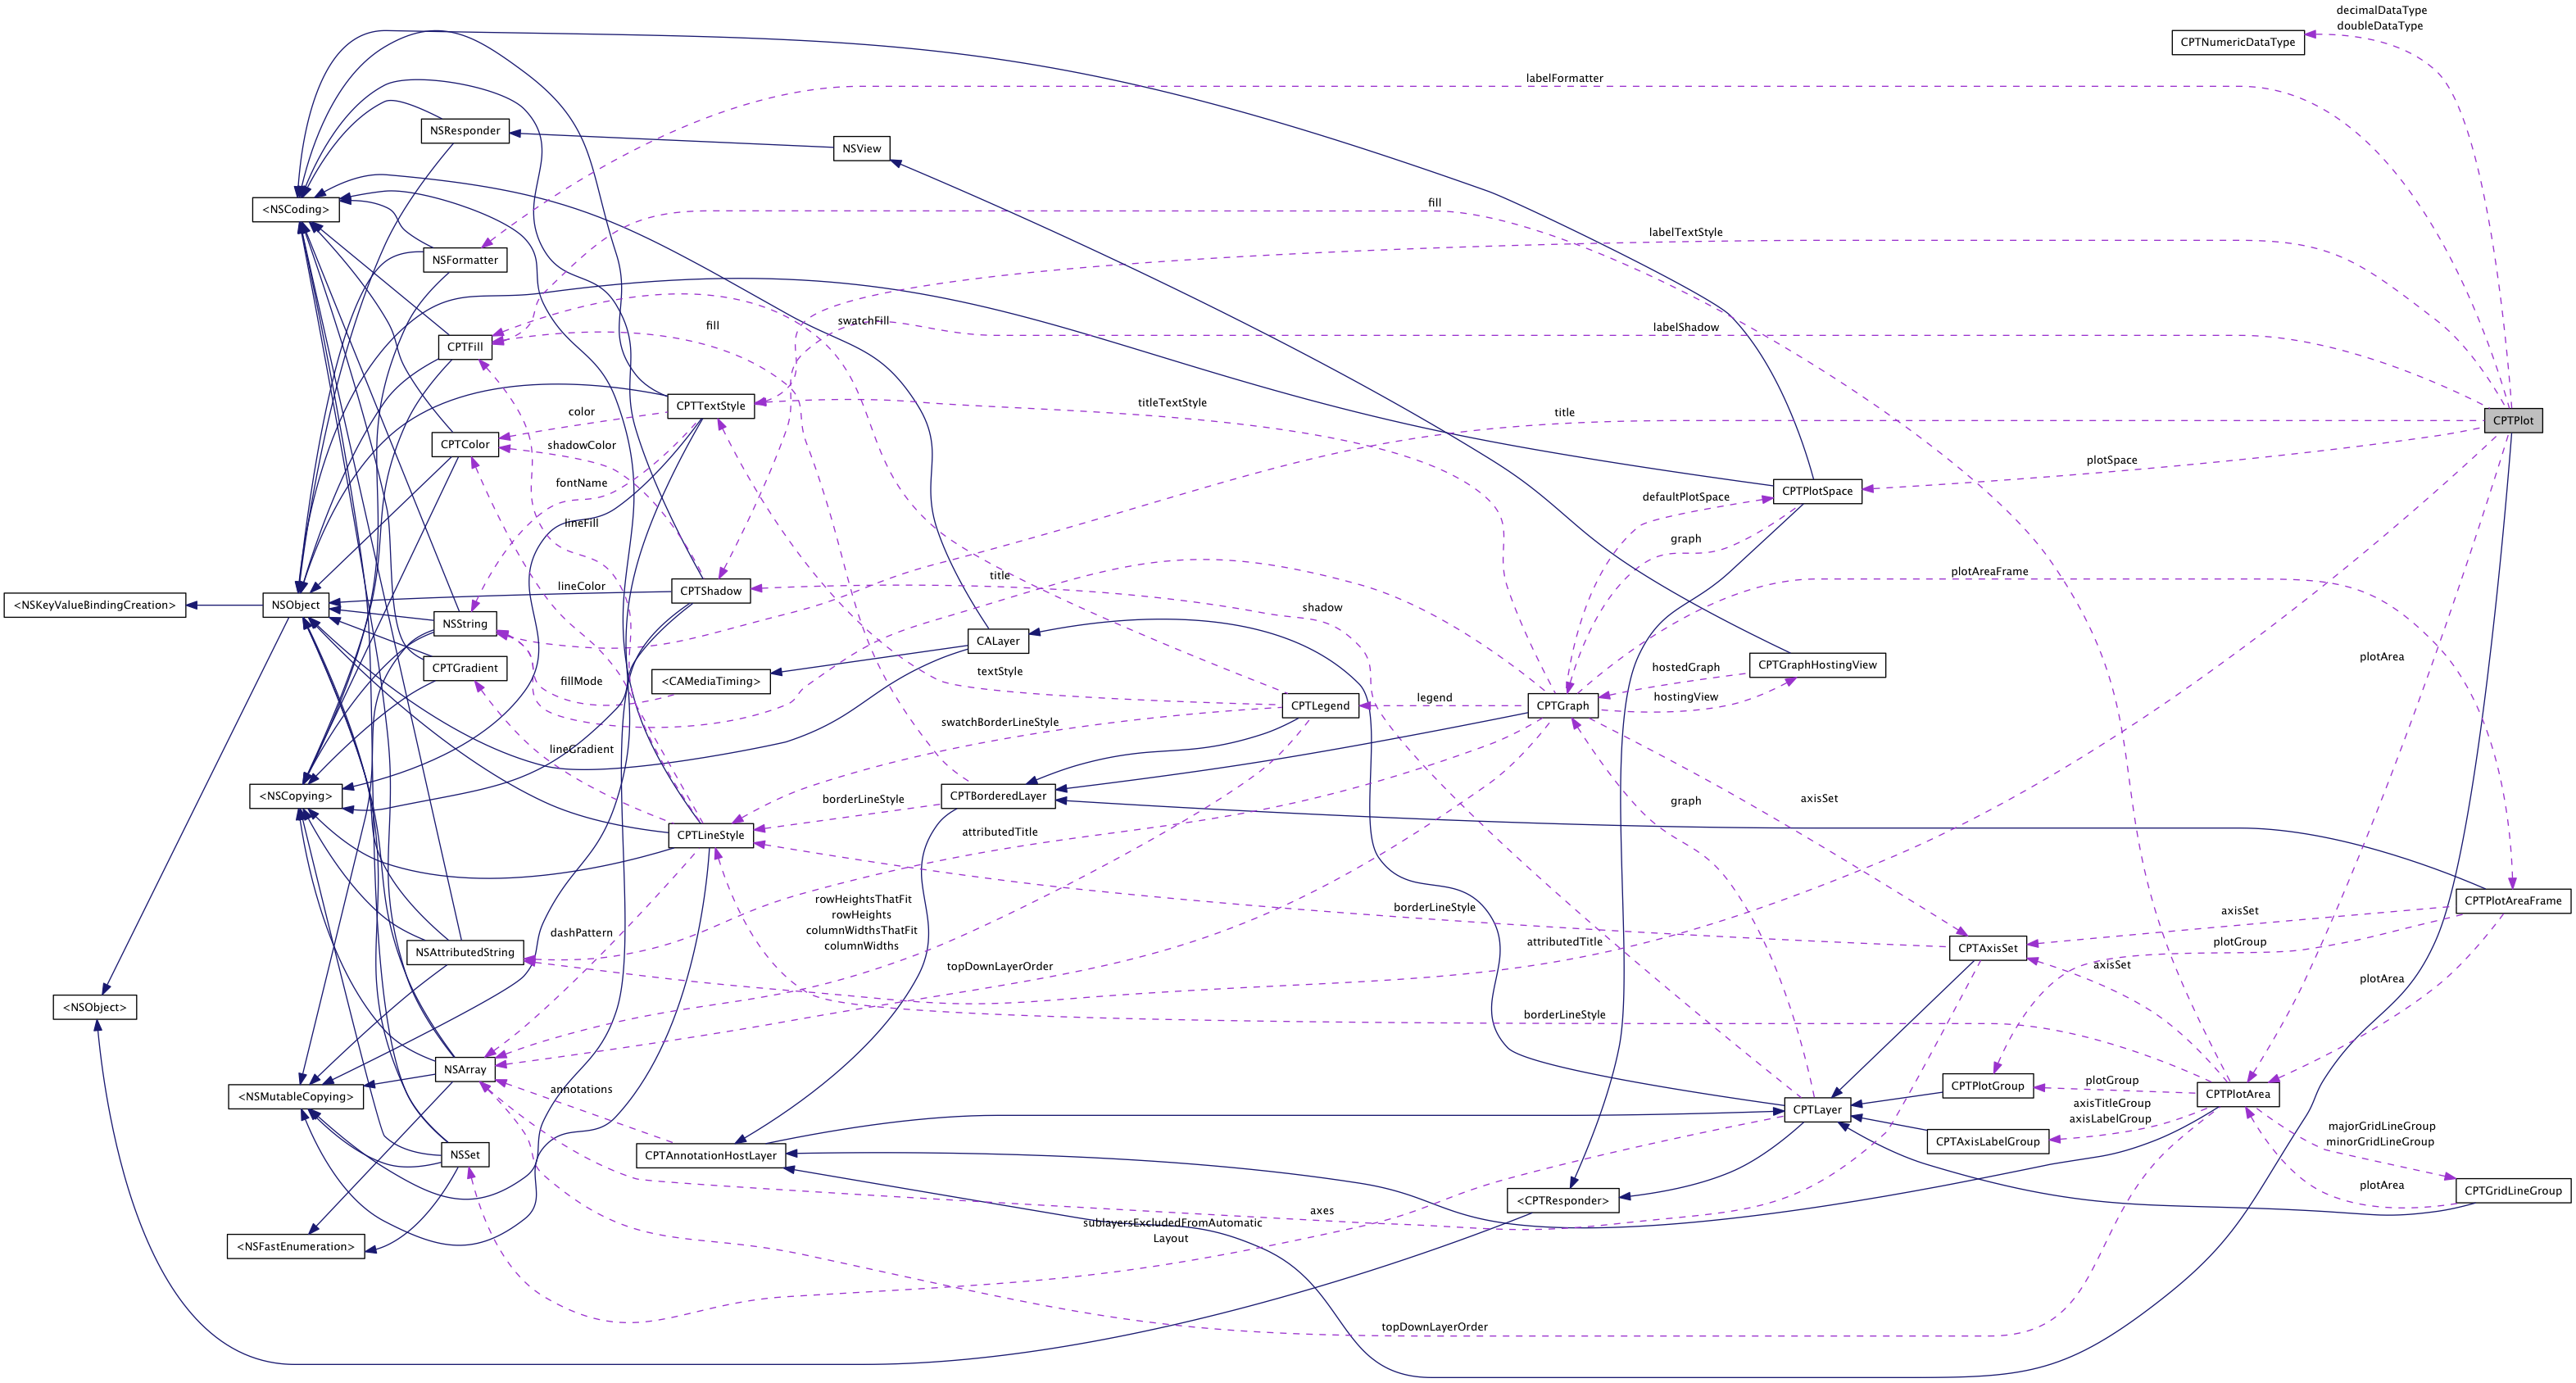 decimalDataType
doubleDataType
CPTNumericDataType
labelFormatter
NSResponder
NSView
<NSCoding>
fill
labelTextStyle
NSFormatter
swatchFill
fill
labelShadow
CPTFill
CPTTextStyle
titleTextStyle
color
title
CPTPlot
CPTColor
shadowColor
plotSpace
fontName
CPTPlotSpace
defaultPlotSpace
lineFill
graph
plotAreaFrame
title
lineColor
CPTShadow
<NSKeyValueBindingCreation>
NSObject
shadow
NSString
CALayer
plotArea
CPTGradient
hostedGraph
CPTGraphHostingView
textStyle
fillMode
<CAMediaTiming>
legend
hostingView
CPTLegend
CPTGraph
swatchBorderLineStyle
lineGradient
<NSCopying>
CPTBorderedLayer
borderLineStyle
axisSet
CPTLineStyle
attributedTitle
rowHeightsThatFit
rowHeights
columnWidthsThatFit
columnWidths
CPTPlotAreaFrame
borderLineStyle
axisSet
dashPattern
attributedTitle
plotGroup
CPTAxisSet
NSAttributedString
topDownLayerOrder
axisSet
plotArea
<NSObject>
borderLineStyle
NSArray
annotations
plotGroup
CPTPlotGroup
<NSMutableCopying>
CPTPlotArea
axisTitleGroup
axisLabelGroup
CPTLayer
majorGridLineGroup
minorGridLineGroup
CPTAxisLabelGroup
NSSet
CPTAnnotationHostLayer
plotArea
CPTGridLineGroup
<CPTResponder>
axes
sublayersExcludedFromAutomatic
Layout
<NSFastEnumeration>
topDownLayerOrder